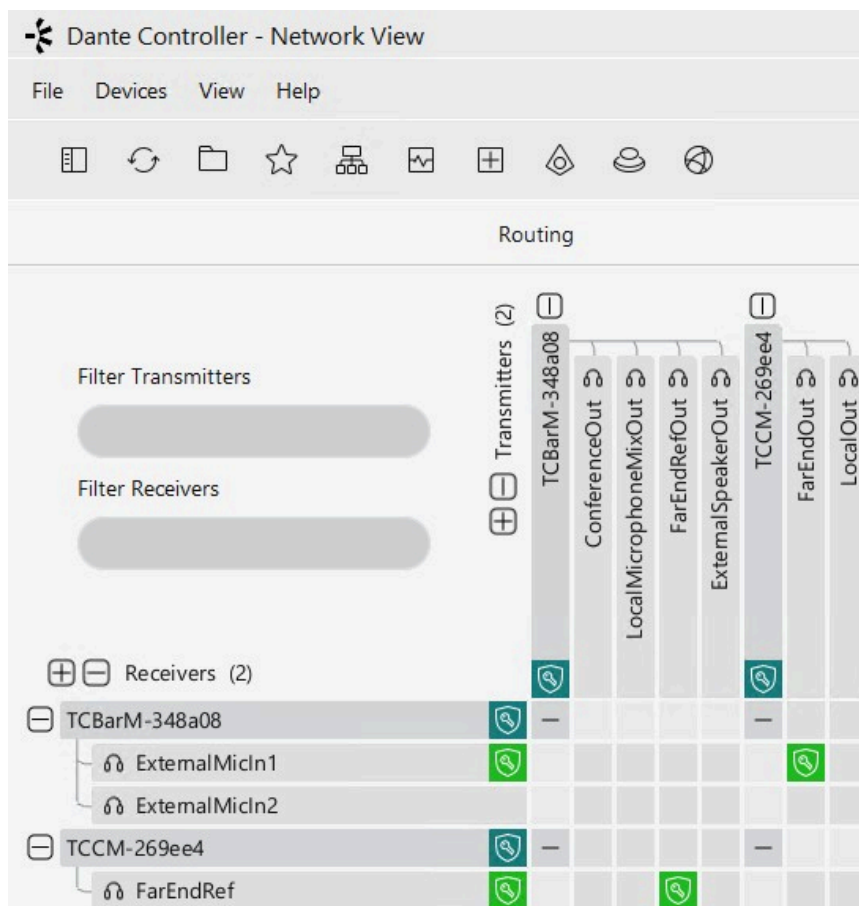 Dante Controller - Network View
File Devices View Help
Routing
Filter Transmitters
Filter Receivers
Transmitters (2)
TCBarM-348a08
ConferenceOut
LocalMicrophoneMixOut
FarEndRefOut
ExternalSpeakerOut
TCCM-269ee4
FarEndOut
LocalOut
Receivers (2)
TCBarM-348a08
ExternalMicIn1
ExternalMicIn2
TCCM-269ee4
FarEndRef